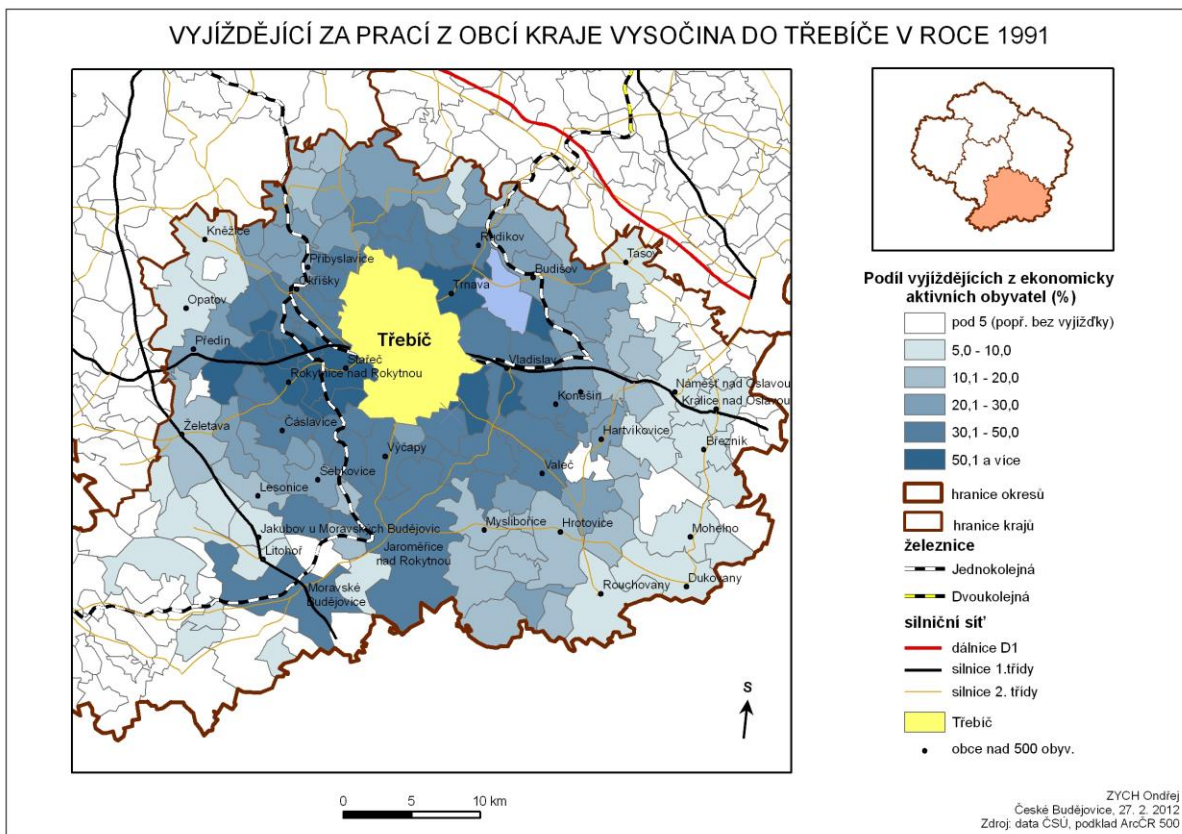 VYJÍŽDĚJÍCÍ ZA PRACÍ Z OBCÍ KRAJE VYSOČINA DO TŘEBÍČE V ROCE 1991
Kněžice
Rudíkov
Tasov
Přibyslavice
Budišov
Okříšky
Trnava
Opatov
Třebíč
Předín
Stařeč
Vladislav
Rokytnice nad Rokytnou
Náměšť nad Oslavou
Koněšín
Kralice nad Oslavou
Želetava
Čáslavice
Hartvíkovice
Výčapy
Březník
Šebkovice
Valeč
Lesonice
Jakubov u Moravských Budějovic
Myslibořice
Hrotovice
Mohelno
Litohoř
Jaroměřice
nad Rokytnou
Moravské
Budějovice
Rouchovany
Dukovany
S
0 5 10 km
Podíl vyjíždějících z ekonomicky
aktivních obyvatel (%)
pod 5 (popř. bez vyjížďky)
5,0 - 10,0
10,1 - 20,0
20,1 - 30,0
30,1 - 50,0
50,1 a více
hranice okresů
hranice krajů
železnice
Jednokolejná
Dvoukolejná
silniční síť
dálnice D1
silnice 1.třídy
silnice 2. třídy
Třebíč
obce nad 500 obyv.
ZYCH Ondřej
České Budějovice, 27. 2. 2012
Zdroj: data ČSÚ, podklad ArcČR 500